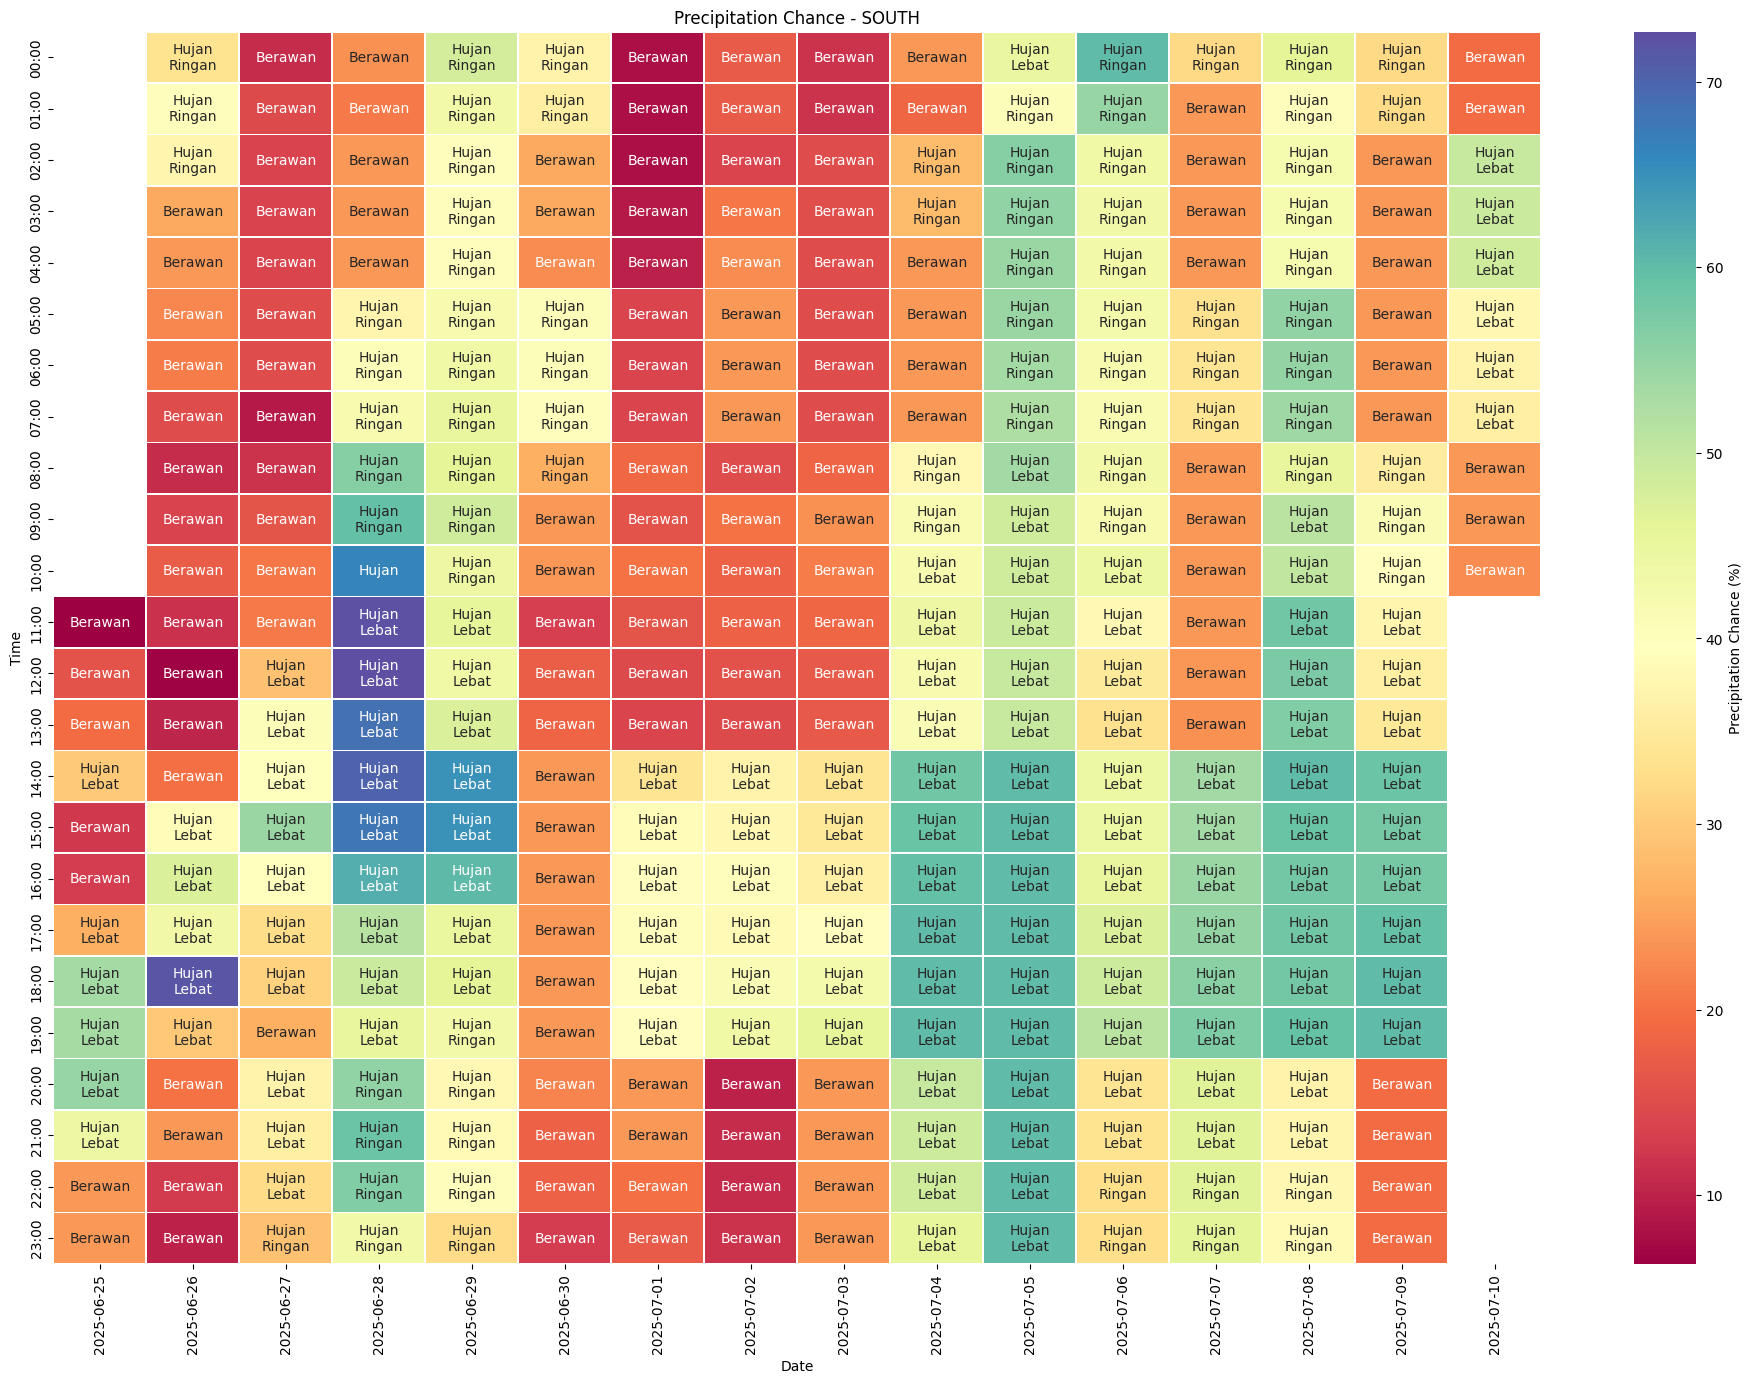 Precipitation Chance - SOUTH
00:00 Hujan Ringan Berawan Berawan Hujan Ringan Hujan Ringan Berawan Berawan Berawan Berawan Hujan Lebat Hujan Ringan Hujan Ringan Hujan Ringan Hujan Ringan Berawan
01:00 Hujan Ringan Berawan Berawan Hujan Ringan Hujan Ringan Berawan Berawan Berawan Berawan Hujan Ringan Hujan Ringan Berawan Hujan Ringan Hujan Ringan Berawan
02:00 Hujan Ringan Berawan Berawan Hujan Ringan Berawan Berawan Berawan Berawan Hujan Ringan Hujan Ringan Hujan Ringan Berawan Hujan Ringan Berawan Hujan Lebat
03:00 Berawan Berawan Berawan Hujan Ringan Berawan Berawan Berawan Berawan Hujan Ringan Hujan Ringan Hujan Ringan Berawan Hujan Ringan Berawan Hujan Lebat
04:00 Berawan Berawan Berawan Hujan Ringan Berawan Berawan Berawan Berawan Berawan Hujan Ringan Hujan Ringan Berawan Hujan Ringan Berawan Hujan Lebat
05:00 Berawan Berawan Hujan Ringan Hujan Ringan Hujan Ringan Berawan Berawan Berawan Berawan Hujan Ringan Hujan Ringan Hujan Ringan Hujan Ringan Berawan Hujan Lebat
06:00 Berawan Berawan Hujan Ringan Hujan Ringan Hujan Ringan Berawan Berawan Berawan Berawan Hujan Ringan Hujan Ringan Hujan Ringan Hujan Ringan Berawan Hujan Lebat
07:00 Berawan Berawan Hujan Ringan Hujan Ringan Hujan Ringan Berawan Berawan Berawan Berawan Hujan Ringan Hujan Ringan Hujan Ringan Hujan Ringan Berawan Hujan Lebat
08:00 Berawan Berawan Hujan Ringan Hujan Ringan Hujan Ringan Berawan Berawan Berawan Hujan Ringan Hujan Lebat Hujan Ringan Berawan Hujan Ringan Hujan Ringan Berawan
09:00 Berawan Berawan Hujan Ringan Hujan Ringan Berawan Berawan Berawan Berawan Hujan Ringan Hujan Lebat Hujan Ringan Berawan Hujan Lebat Hujan Ringan Berawan
10:00 Berawan Berawan Hujan Hujan Ringan Berawan Berawan Berawan Berawan Hujan Lebat Hujan Lebat Hujan Lebat Berawan Hujan Lebat Hujan Ringan Berawan
11:00 Berawan Berawan Berawan Hujan Lebat Hujan Lebat Berawan Berawan Berawan Berawan Hujan Lebat Hujan Lebat Hujan Lebat Berawan Hujan Lebat Hujan Lebat
12:00 Berawan Berawan Hujan Lebat Hujan Lebat Hujan Lebat Berawan Berawan Berawan Berawan Hujan Lebat Hujan Lebat Hujan Lebat Berawan Hujan Lebat Hujan Lebat
13:00 Berawan Berawan Hujan Lebat Hujan Lebat Hujan Lebat Berawan Berawan Berawan Berawan Hujan Lebat Hujan Lebat Hujan Lebat Berawan Hujan Lebat Hujan Lebat
14:00 Hujan Lebat Berawan Hujan Lebat Hujan Lebat Hujan Lebat Berawan Hujan Lebat Hujan Lebat Hujan Lebat Hujan Lebat Hujan Lebat Hujan Lebat Hujan Lebat Hujan Lebat Hujan Lebat
15:00 Berawan Hujan Lebat Hujan Lebat Hujan Lebat Hujan Lebat Berawan Hujan Lebat Hujan Lebat Hujan Lebat Hujan Lebat Hujan Lebat Hujan Lebat Hujan Lebat Hujan Lebat Hujan Lebat
16:00 Berawan Hujan Lebat Hujan Lebat Hujan Lebat Hujan Lebat Berawan Hujan Lebat Hujan Lebat Hujan Lebat Hujan Lebat Hujan Lebat Hujan Lebat Hujan Lebat Hujan Lebat Hujan Lebat
17:00 Hujan Lebat Hujan Lebat Hujan Lebat Hujan Lebat Hujan Lebat Berawan Hujan Lebat Hujan Lebat Hujan Lebat Hujan Lebat Hujan Lebat Hujan Lebat Hujan Lebat Hujan Lebat Hujan Lebat
18:00 Hujan Lebat Hujan Lebat Hujan Lebat Hujan Lebat Hujan Lebat Berawan Hujan Lebat Hujan Lebat Hujan Lebat Hujan Lebat Hujan Lebat Hujan Lebat Hujan Lebat Hujan Lebat Hujan Lebat
19:00 Hujan Lebat Hujan Lebat Berawan Hujan Lebat Hujan Ringan Berawan Hujan Lebat Hujan Lebat Hujan Lebat Hujan Lebat Hujan Lebat Hujan Lebat Hujan Lebat Hujan Lebat Hujan Lebat
20:00 Hujan Lebat Berawan Hujan Lebat Hujan Ringan Hujan Ringan Berawan Berawan Berawan Berawan Hujan Lebat Hujan Lebat Hujan Lebat Hujan Lebat Hujan Lebat Berawan
21:00 Hujan Lebat Berawan Hujan Lebat Hujan Ringan Hujan Ringan Berawan Berawan Berawan Berawan Hujan Lebat Hujan Lebat Hujan Lebat Hujan Lebat Hujan Lebat Berawan
22:00 Berawan Berawan Hujan Lebat Hujan Ringan Hujan Ringan Berawan Berawan Berawan Berawan Hujan Lebat Hujan Lebat Hujan Ringan Hujan Ringan Hujan Ringan Berawan
23:00 Berawan Berawan Hujan Ringan Hujan Ringan Hujan Ringan Berawan Berawan Berawan Berawan Hujan Lebat Hujan Lebat Hujan Ringan Hujan Ringan Hujan Ringan Berawan
Time
2025-06-25 2025-06-26 2025-06-27 2025-06-28 2025-06-29 2025-06-30 2025-07-01 2025-07-02 2025-07-03 2025-07-04 2025-07-05 2025-07-06 2025-07-07 2025-07-08 2025-07-09 2025-07-10
Date
70
60
50
40
30
20
10
Precipitation Chance (%)